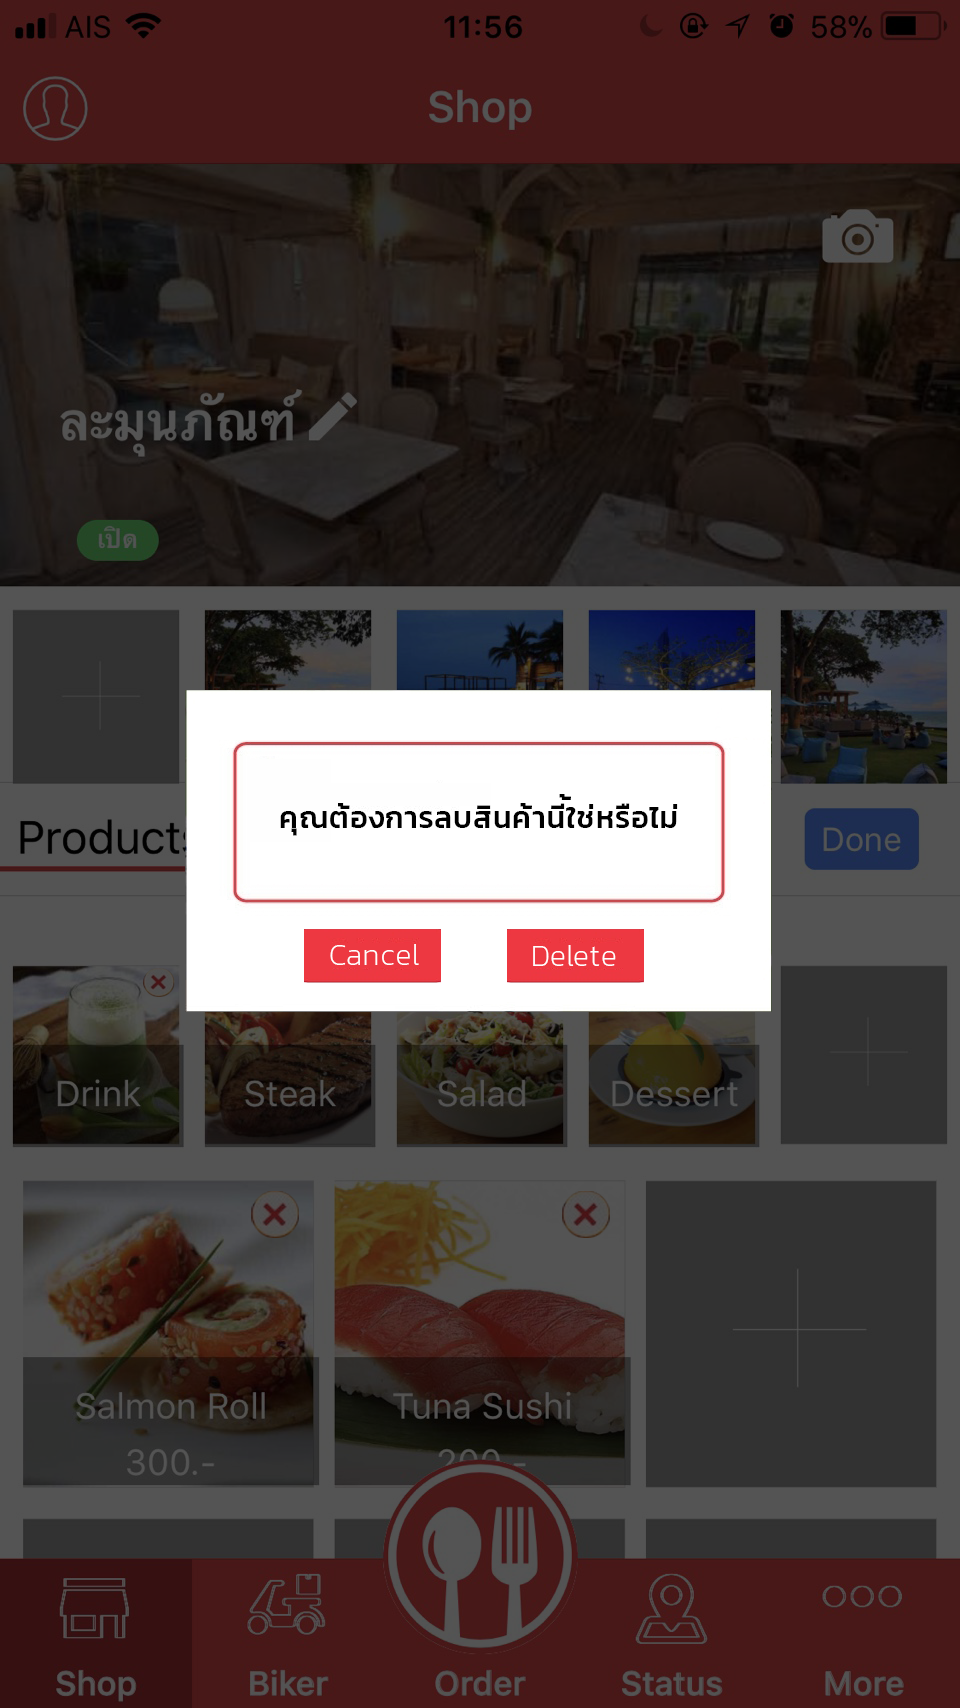 AIS 11:56 58%
Shop
ละมุนภัณฑ์
เปิด
คุณต้องการลบสินค้านี้ใช่หรือไม่
Cancel Delete
Products Done
Drink Steak Salad Dessert
Salmon Roll Tuna Sushi
300.- 200.-
Shop Biker Order Status More